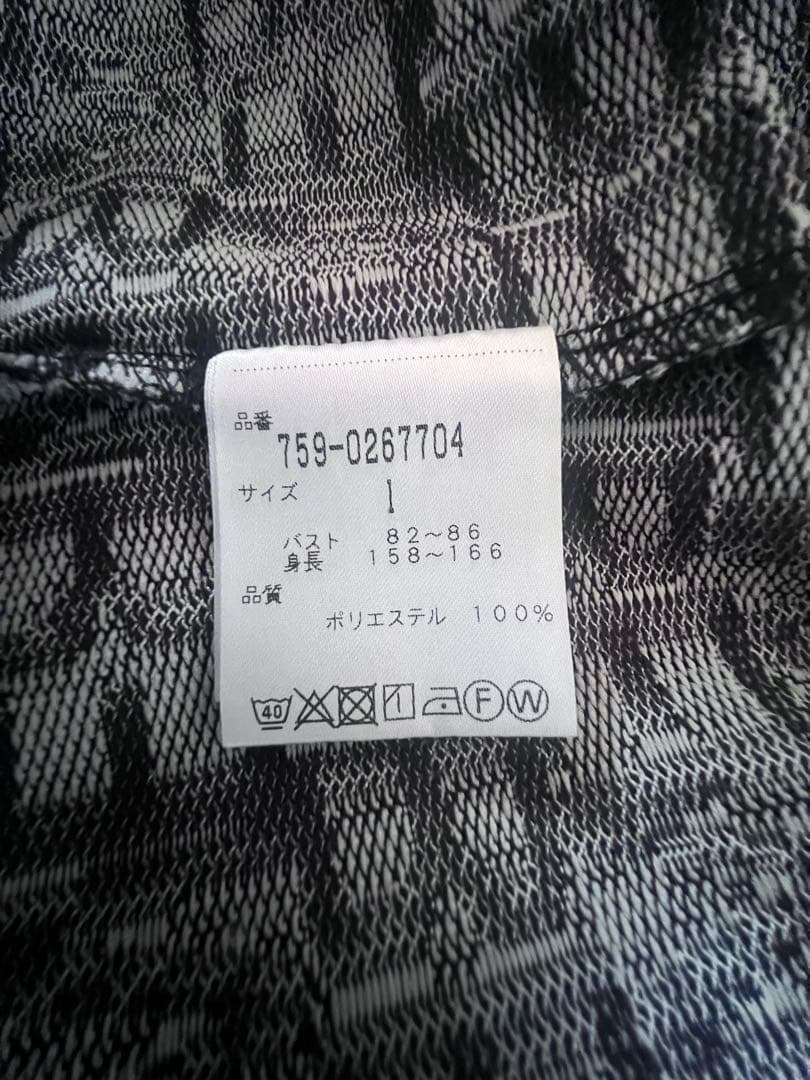 品番
759-0267704
サイズ 1
バスト 82～86
身長 158～166
品質
ポリエステル 100%
40 F W